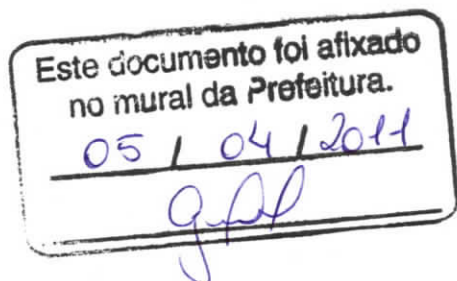 Este documento foi afixado
no mural da Prefeitura.
05 / 04 / 2011